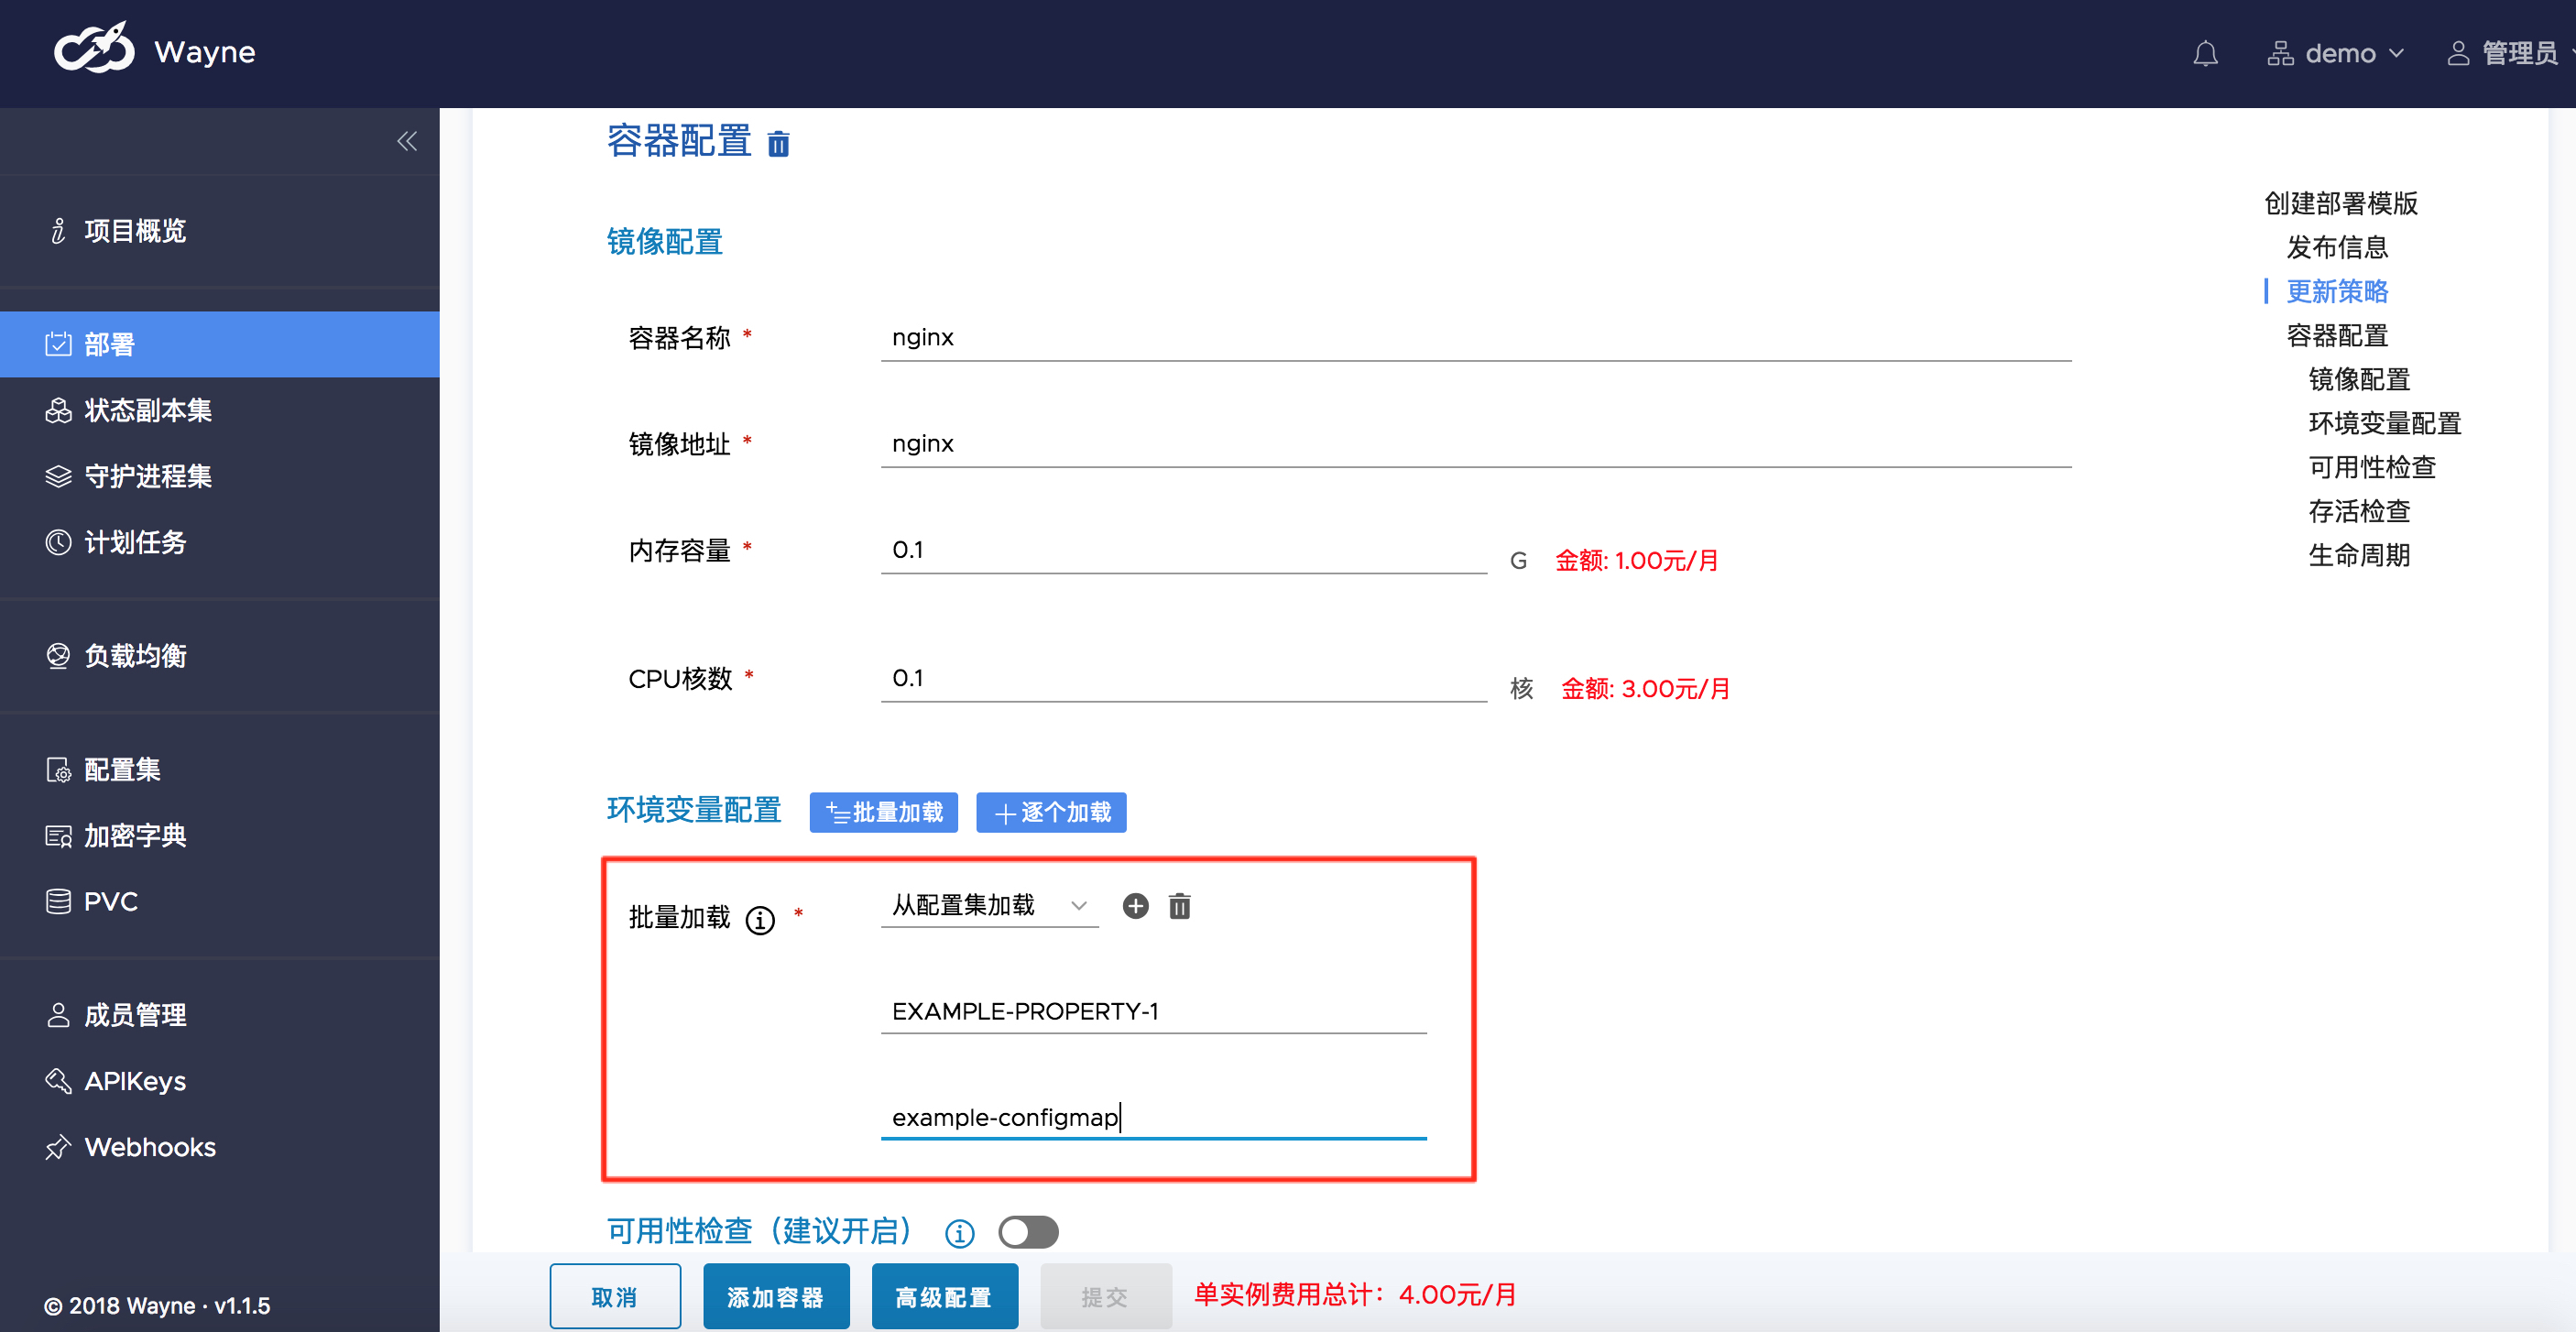 Wayne
demo
管理员
项目概览
部署
状态副本集
守护进程集
计划任务
负载均衡
配置集
加密字典
PVC
成员管理
APIKeys
Webhooks
© 2018 Wayne · v1.1.5
容器配置
镜像配置
容器名称 *
nginx
镜像地址 *
nginx
内存容量 *
0.1
G 金额: 1.00元/月
CPU核数 *
0.1
核 金额: 3.00元/月
环境变量配置 批量加载 逐个加载
批量加载 *
从配置集加载
EXAMPLE-PROPERTY-1
example-configmap
可用性检查（建议开启）
取消 添加容器 高级配置 提交 单实例费用总计：4.00元/月
创建部署模版
发布信息
更新策略
容器配置
镜像配置
环境变量配置
可用性检查
存活检查
生命周期